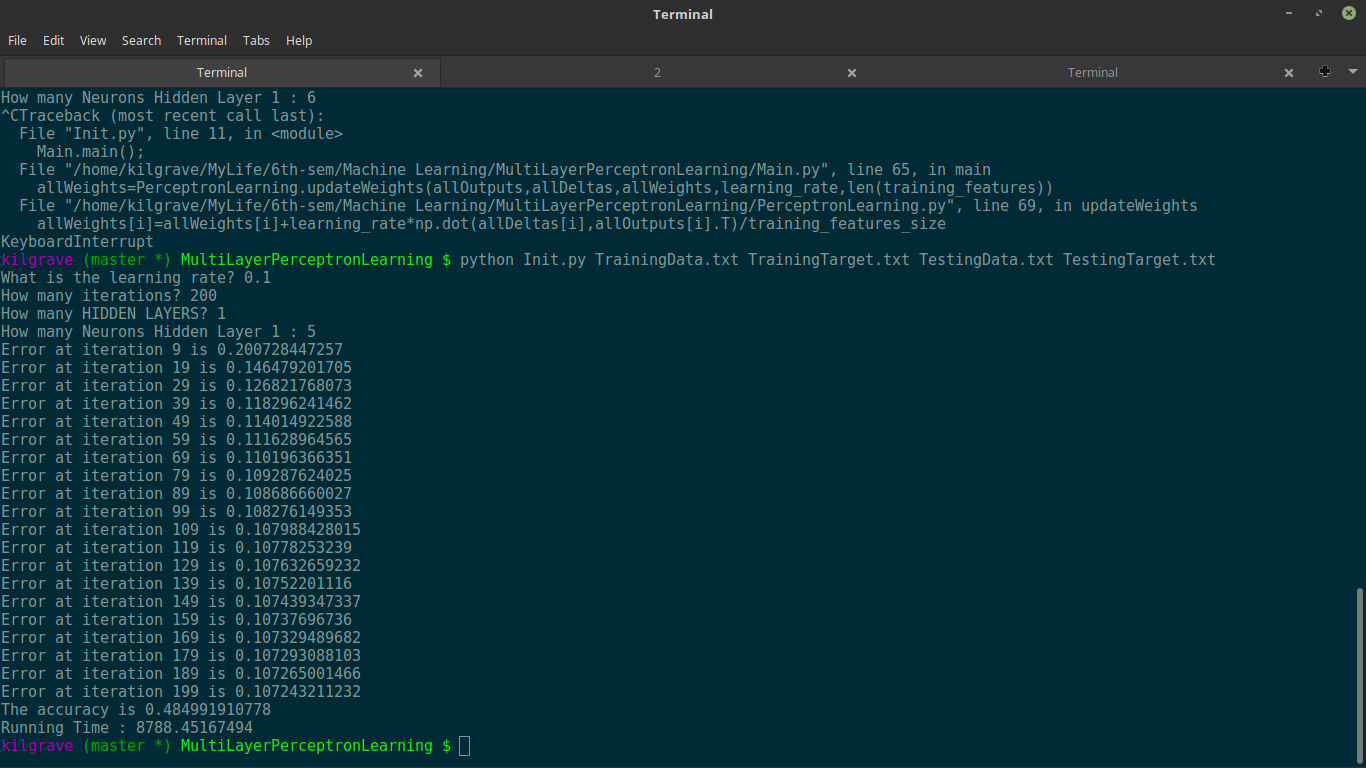 Terminal
File Edit View Search Terminal Tabs Help
Terminal 2 Terminal
How many Neurons Hidden Layer 1 : 6
^CTraceback (most recent call last):
  File "Init.py", line 11, in <module>
    Main.main();
  File "/home/kilgrave/MyLife/6th-sem/Machine Learning/MultiLayerPerceptronLearning/Main.py", line 65, in main
    allWeights=PerceptronLearning.updateWeights(allOutputs,allDeltas,allWeights,learning_rate,len(training_features))
  File "/home/kilgrave/MyLife/6th-sem/Machine Learning/MultiLayerPerceptronLearning/PerceptronLearning.py", line 69, in updateWeights
    allWeights[i]=allWeights[i]+learning_rate*np.dot(allDeltas[i],allOutputs[i].T)/training_features_size
KeyboardInterrupt
kilgrave (master *) MultiLayerPerceptronLearning $ python Init.py TrainingData.txt TrainingTarget.txt TestingData.txt TestingTarget.txt
What is the learning rate? 0.1
How many iterations? 200
How many HIDDEN LAYERS? 1
How many Neurons Hidden Layer 1 : 5
Error at iteration 9 is 0.200728447257
Error at iteration 19 is 0.146479201705
Error at iteration 29 is 0.126821768073
Error at iteration 39 is 0.118296241462
Error at iteration 49 is 0.114014922588
Error at iteration 59 is 0.111628964565
Error at iteration 69 is 0.110196366351
Error at iteration 79 is 0.109287624025
Error at iteration 89 is 0.108686660027
Error at iteration 99 is 0.108276149353
Error at iteration 109 is 0.107988428015
Error at iteration 119 is 0.10778253239
Error at iteration 129 is 0.107632659232
Error at iteration 139 is 0.10752201116
Error at iteration 149 is 0.107439347337
Error at iteration 159 is 0.10737696736
Error at iteration 169 is 0.107329489682
Error at iteration 179 is 0.107293088103
Error at iteration 189 is 0.107265001466
Error at iteration 199 is 0.107243211232
The accuracy is 0.484991910778
Running Time : 8788.45167494
kilgrave (master *) MultiLayerPerceptronLearning $